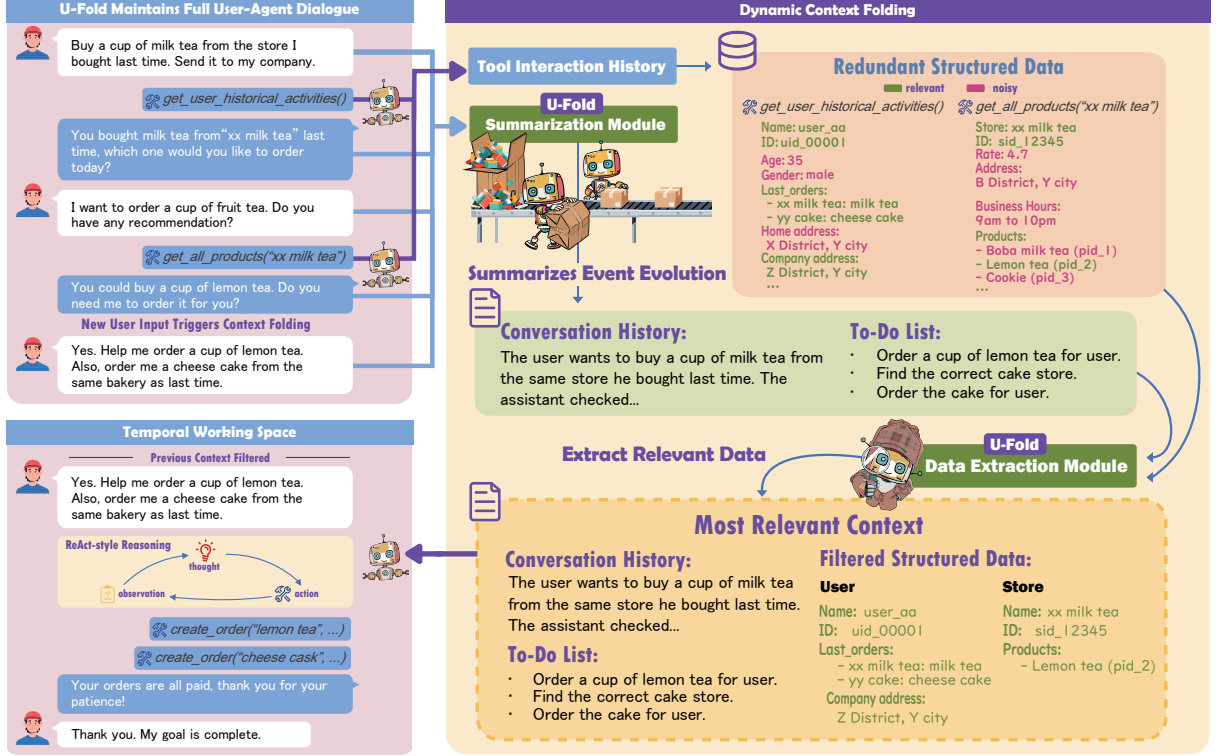 U-Fold Maintains Full User-Agent Dialogue
Buy a cup of milk tea from the store I
bought last time. Send it to my company.
get_user_historical_activities()
You bought milk tea from“xx milk tea” last
time, which one would you like to order
today?
I want to order a cup of fruit tea. Do you
have any recommendation?
get_all_products(“xx milk tea”)
You could buy a cup of lemon tea. Do you
need me to order it for you?
New User Input Triggers Context Folding
Yes. Help me order a cup of lemon tea.
Also, order me a cheese cake from the
same bakery as last time.
Temporal Working Space
Previous Context Filtered
Yes. Help me order a cup of lemon tea.
Also, order me a cheese cake from the
same bakery as last time.
ReAct-style Reasoning
thought
observation
action
create_order(“lemon tea”, ...)
create_order(“cheese cask”, ...)
Your orders are all paid, thank you for your
patience!
Thank you. My goal is complete.
Dynamic Context Folding
Tool Interaction History
U-Fold
Summarization Module
Summarizes Event Evolution
Redundant Structured Data
relevant
noisy
get_user_historical_activities()
Name: user_aa
ID: uid_00001
Age: 35
Gender: male
Last_orders:
- xx milk tea: milk tea
- yy cake: cheese cake
Home address:
X District, Y city
Company address:
Z District, Y city
...
get_all_products(“xx milk tea”)
Store: xx milk tea
ID: sid_12345
Rate: 4.7
Address:
B District, Y city
Business Hours:
9am to 10pm
Products:
- Boba milk tea (pid_1)
- Lemon tea (pid_2)
- Cookie (pid_3)
...
Conversation History:
The user wants to buy a cup of milk tea from
the same store he bought last time. The
assistant checked...
To-Do List:
· Order a cup of lemon tea for user.
· Find the correct cake store.
· Order the cake for user.
Extract Relevant Data
U-Fold
Data Extraction Module
Most Relevant Context
Conversation History:
The user wants to buy a cup of milk tea
from the same store he bought last time.
The assistant checked...
To-Do List:
· Order a cup of lemon tea for user.
· Find the correct cake store.
· Order the cake for user.
Filtered Structured Data:
User
Name: user_aa
ID: uid_00001
Last_orders:
- xx milk tea: milk tea
- yy cake: cheese cake
Company address:
Z District, Y city
Store
Name: xx milk tea
ID: sid_12345
Products:
- Lemon tea (pid_2)